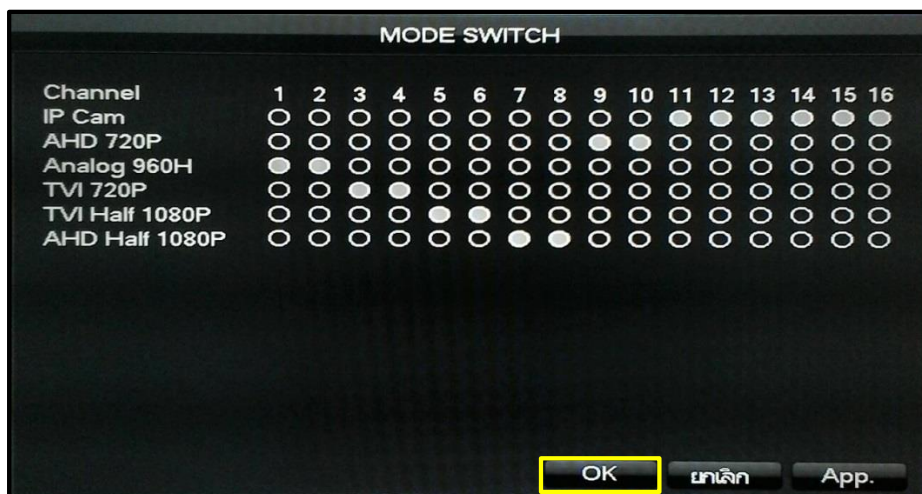 MODE SWITCH
Channel 1 2 3 4 5 6 7 8 9 10 11 12 13 14 15 16
IP Cam
AHD 720P
Analog 960H
TVI 720P
TVI Half 1080P
AHD Half 1080P
OK ยกเลิก App.